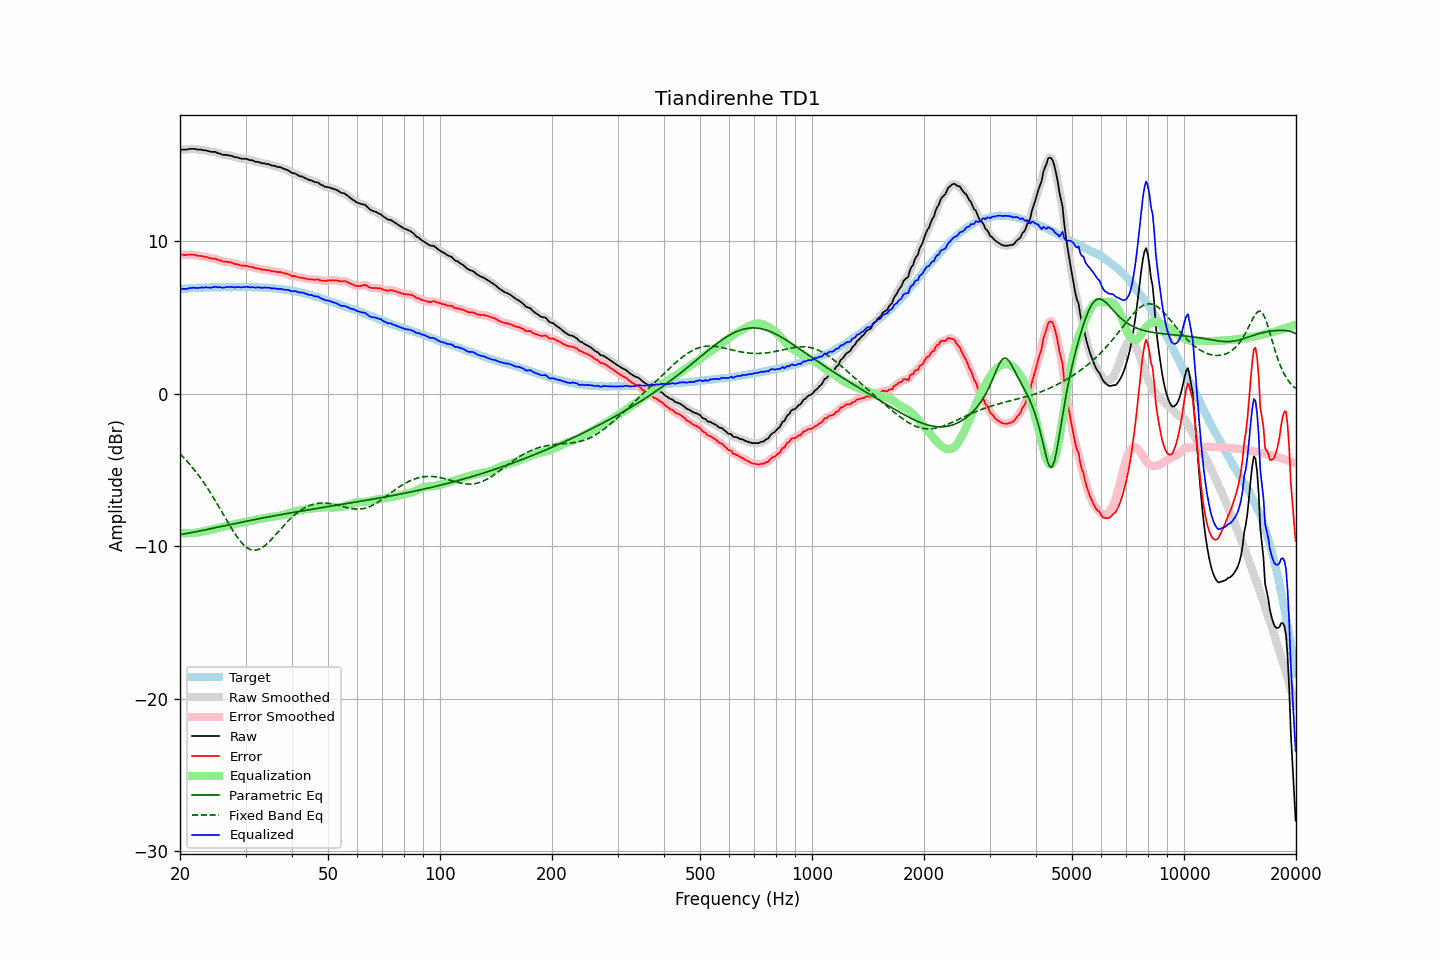 Tiandirenhe TD1
Amplitude (dBr)
10
0
−10
−20
−30
Target
Raw Smoothed
Error Smoothed
Raw
Error
Equalization
Parametric Eq
Fixed Band Eq
Equalized
20 50 100 200 500 1000 2000 5000 10000 20000
Frequency (Hz)